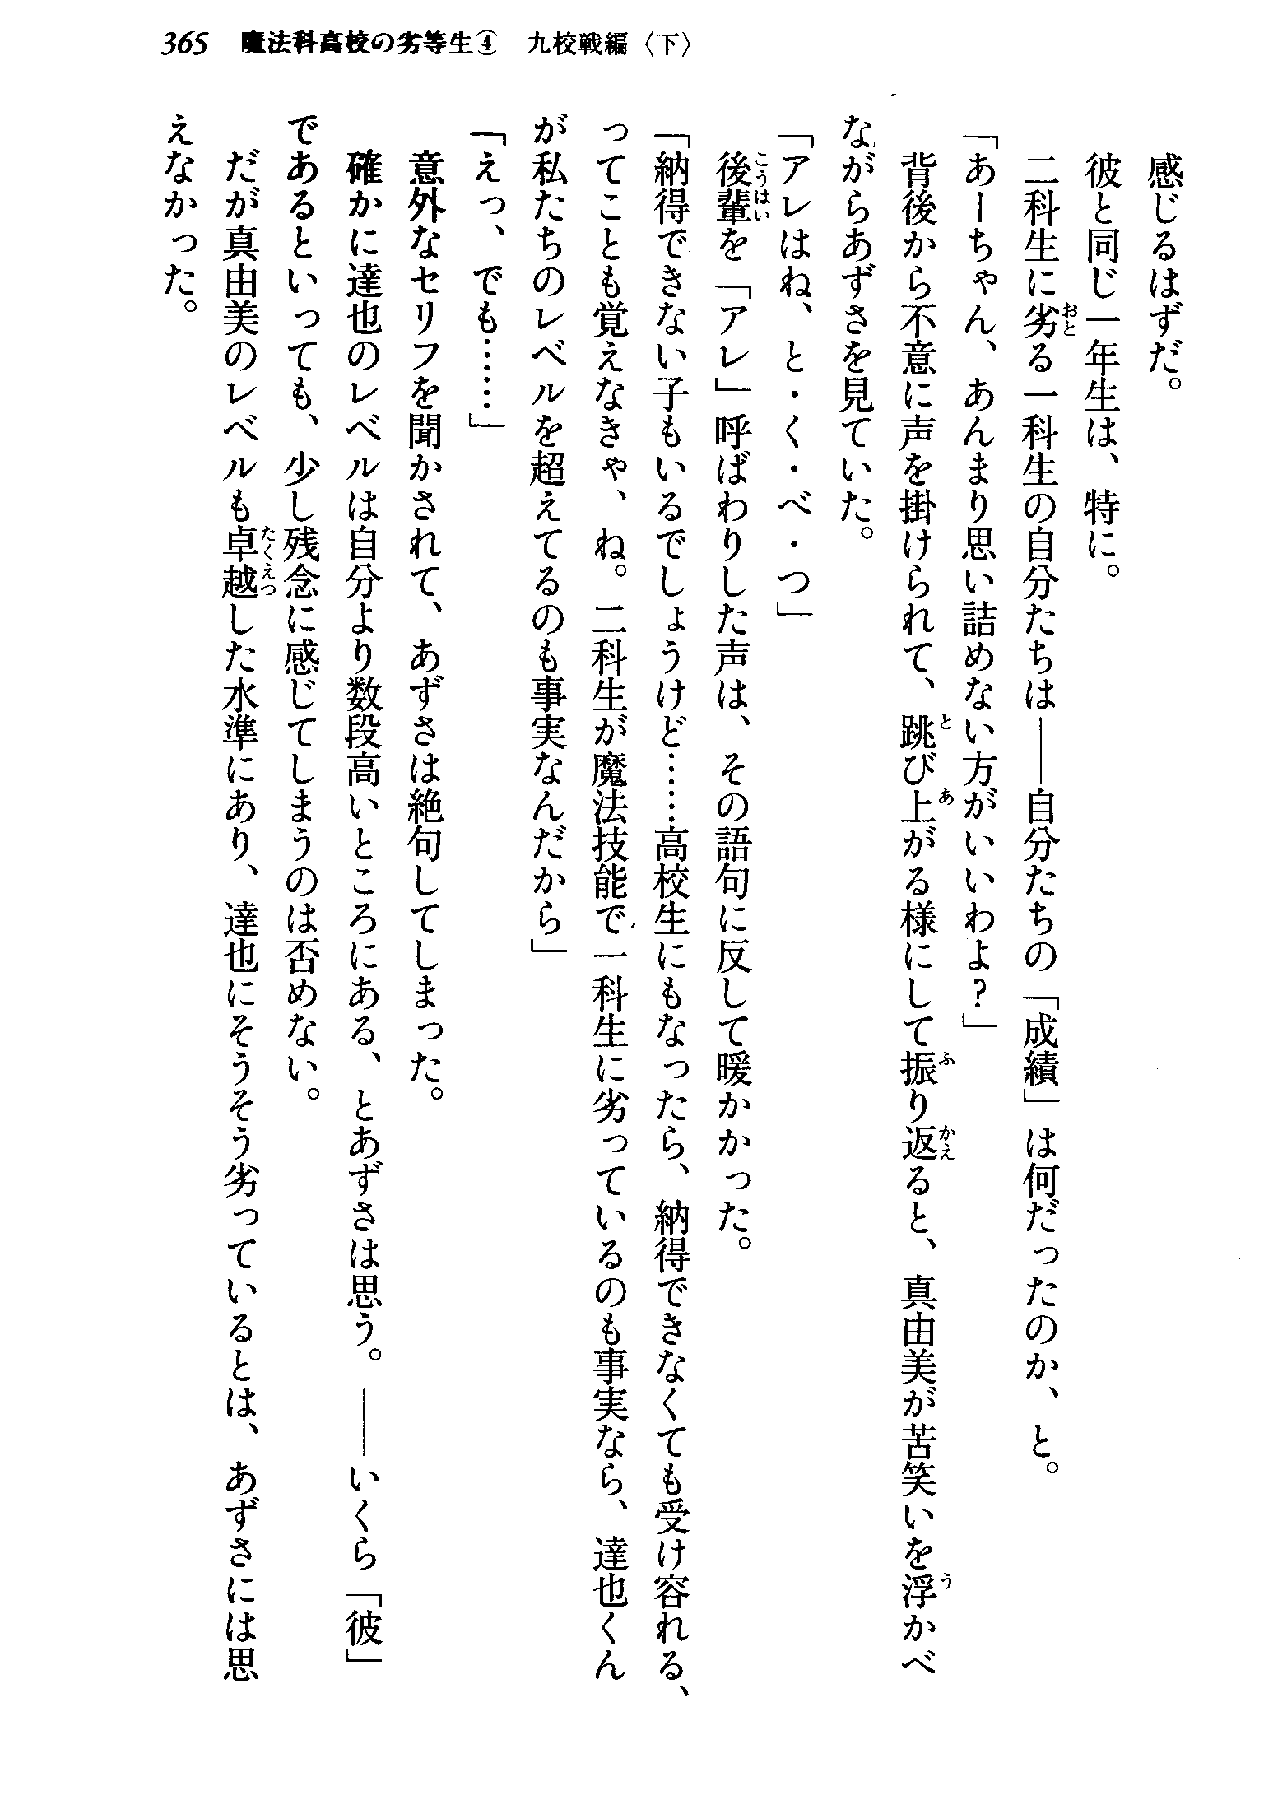 365 魔法科高校の劣等生④ 九校戦編〈下〉
感じるはずだ。
彼と同じ一年生は、特に。
二科生に劣る一科生の自分たちは――自分たちの「成績」は何だったのか、と。
「あーちゃん、あんまり思い詰めない方がいいわよ?」
背後から不意に声を掛けられて、跳び上がる様にして振り返ると、真由美が苦笑いを浮かべ
ながらあずさを見ていた。
「アレはね、と・く・べ・つ」
後輩を「アレ」呼ばわりした声は、その語句に反して暖かかった。
「納得できない子もいるでしょうけど……高校生にもなったら、納得できなくても受け容れる、
ってことも覚えなきゃ、ね。二科生が魔法技能で一科生に劣っているのも事実なら、達也くん
が私たちのレベルを超えてるのも事実なんだから」
「えっ、でも……」
意外なセリフを聞かされて、あずさは絶句してしまった。
確かに達也のレベルは自分より数段高いところにある、とあずさは思う。――いくら「彼」
であるといっても、少し残念に感じてしまうのは否めない。
だが真由美のレベルも卓越した水準にあり、達也にそうそう劣っているとは、あずさには思
えなかった。